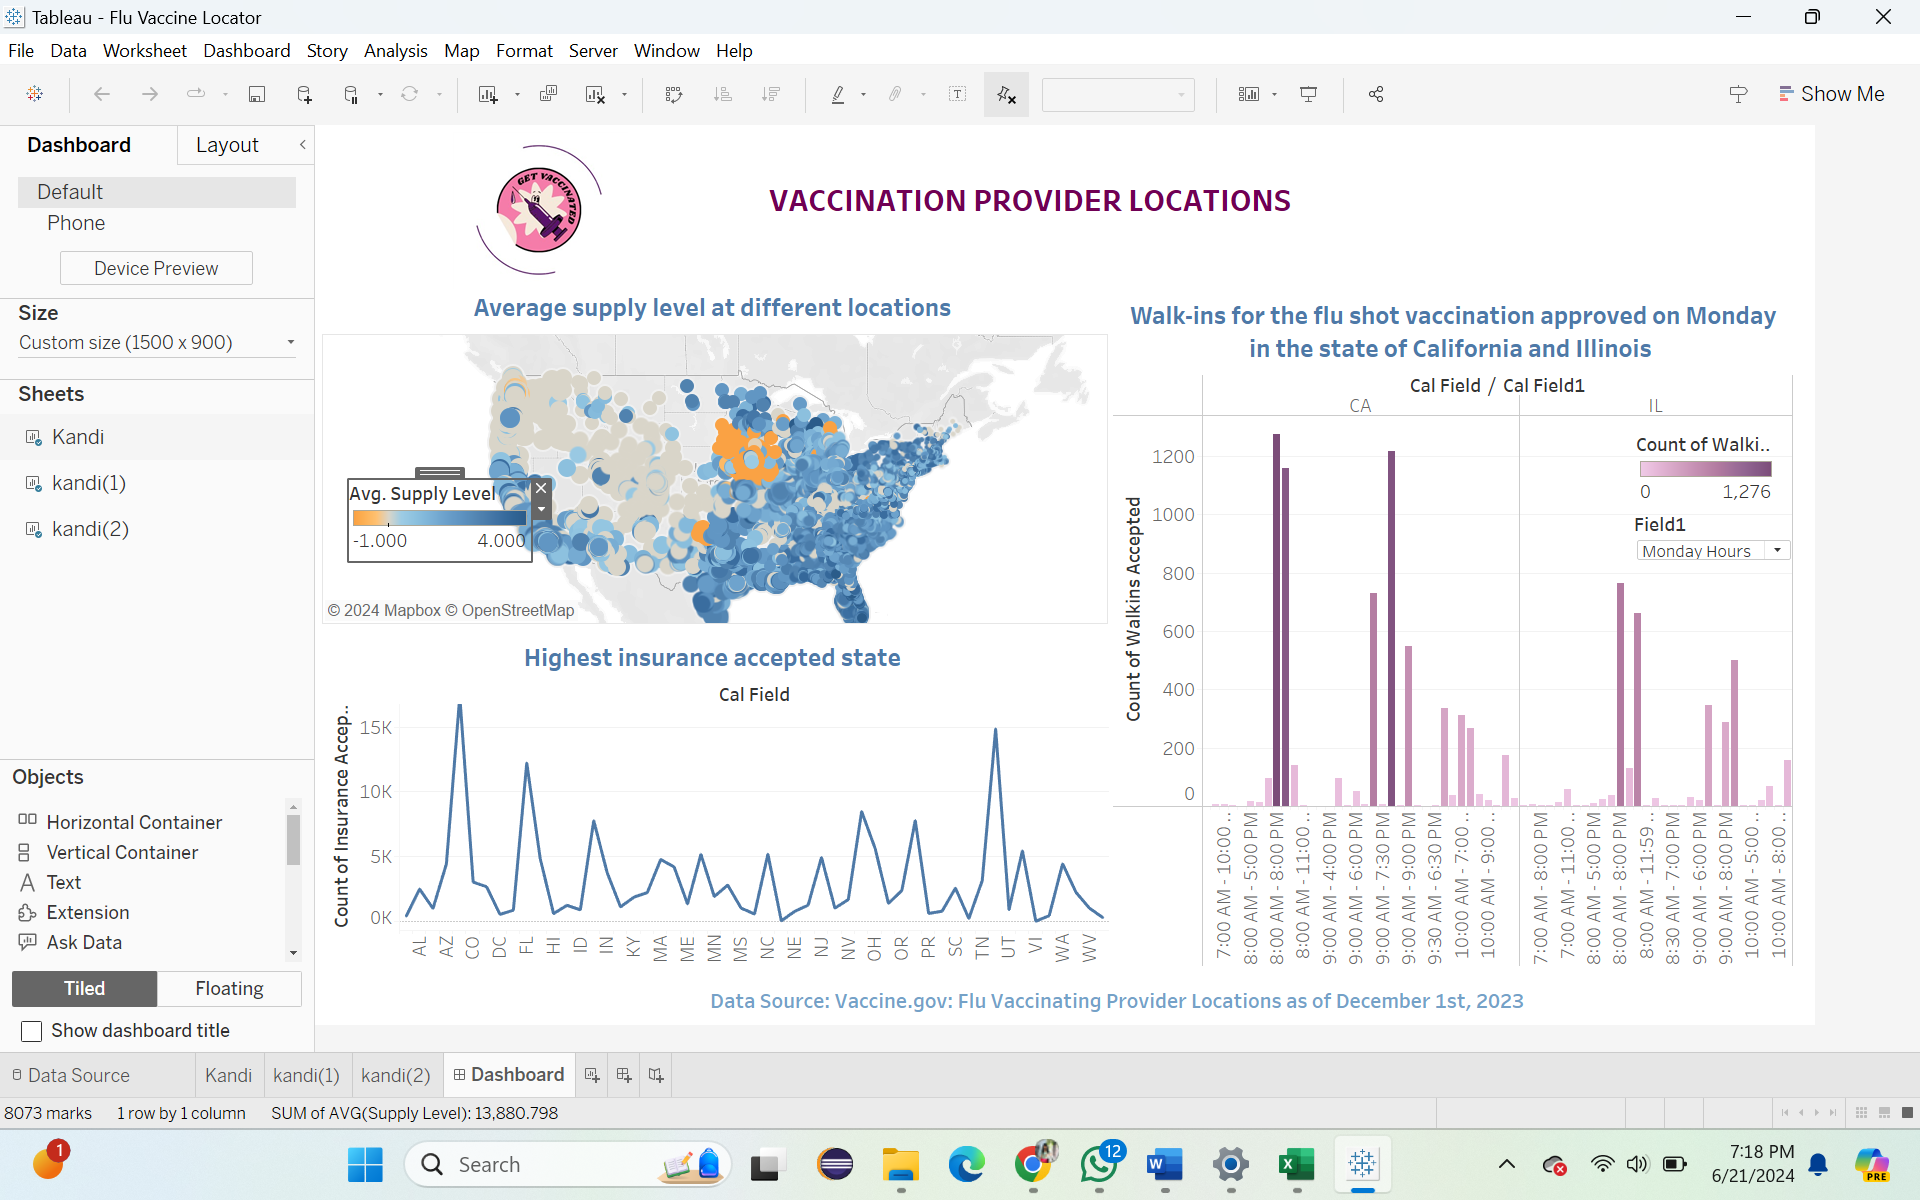 Tableau - Flu Vaccine Locator
File Data Worksheet Dashboard Story Analysis Map Format Server Window Help
Show Me
Dashboard Layout
Default
Phone
Device Preview
Size
Custom size (1500 x 900)
Sheets
Kandi
kandi(1)
kandi(2)
Objects
Horizontal Container
Vertical Container
Text
Extension
Ask Data
Tiled Floating
Show dashboard title
GET VACCINATED
VACCINATION PROVIDER LOCATIONS
Average supply level at different locations
Avg. Supply Level
-1.000 4.000
© 2024 Mapbox © OpenStreetMap
Highest insurance accepted state
Cal Field
Count of Insurance Accep..
15K
10K
5K
0K
AL AZ CO DC FL HI ID IN KY MA ME MN MS NC NE NJ NV OH OR PR SC TN UT VI WA WV
Walk-ins for the flu shot vaccination approved on Monday
in the state of California and Illinois
Cal Field / Cal Field1
CA IL
Count of Walki..
0 1,276
Field1
Monday Hours
Count of Walkins Accepted
1200
1000
800
600
400
200
0
7:00 AM - 10:00 ..
8:00 AM - 5:00 PM
8:00 AM - 8:00 PM
8:00 AM - 11:00 ..
9:00 AM - 4:00 PM
9:00 AM - 6:00 PM
9:00 AM - 7:30 PM
9:00 AM - 9:00 PM
9:30 AM - 6:30 PM
10:00 AM - 7:00 ..
10:00 AM - 9:00 ..
7:00 AM - 8:00 PM
7:00 AM - 11:00 ..
8:00 AM - 5:00 PM
8:00 AM - 8:00 PM
8:00 AM - 11:59 ..
8:30 AM - 7:00 PM
9:00 AM - 6:00 PM
9:00 AM - 8:00 PM
10:00 AM - 5:00 ..
10:00 AM - 8:00 ..
Data Source: Vaccine.gov: Flu Vaccinating Provider Locations as of December 1st, 2023
Data Source Kandi kandi(1) kandi(2) Dashboard
8073 marks 1 row by 1 column SUM of AVG(Supply Level): 13,880.798
1
Search
12
7:18 PM
6/21/2024
PRE